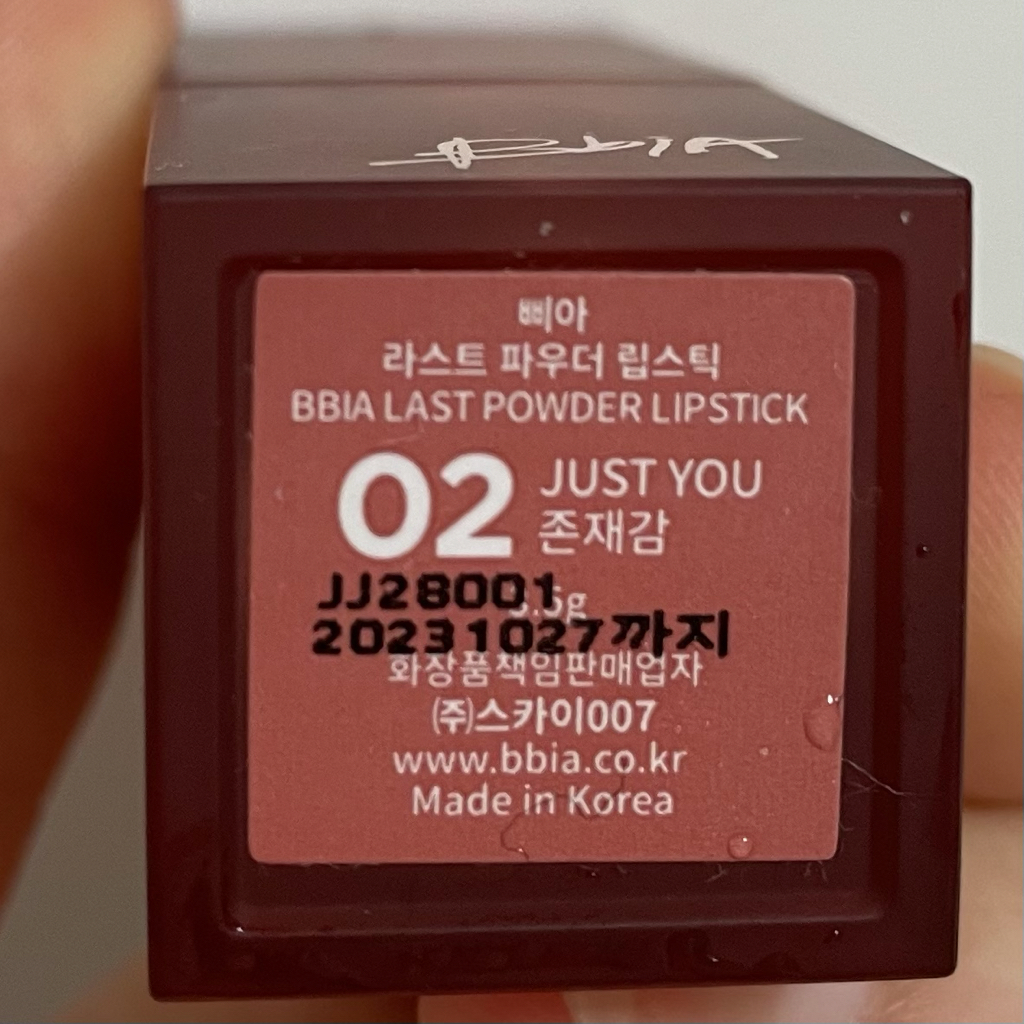 BbIA
삐아
라스트 파우더 립스틱
BBIA LAST POWDER LIPSTICK
02 JUST YOU
존재감
JJ28001
20231027까지
화장품책임판매업자
㈜스카이007
www.bbia.co.kr
Made in Korea